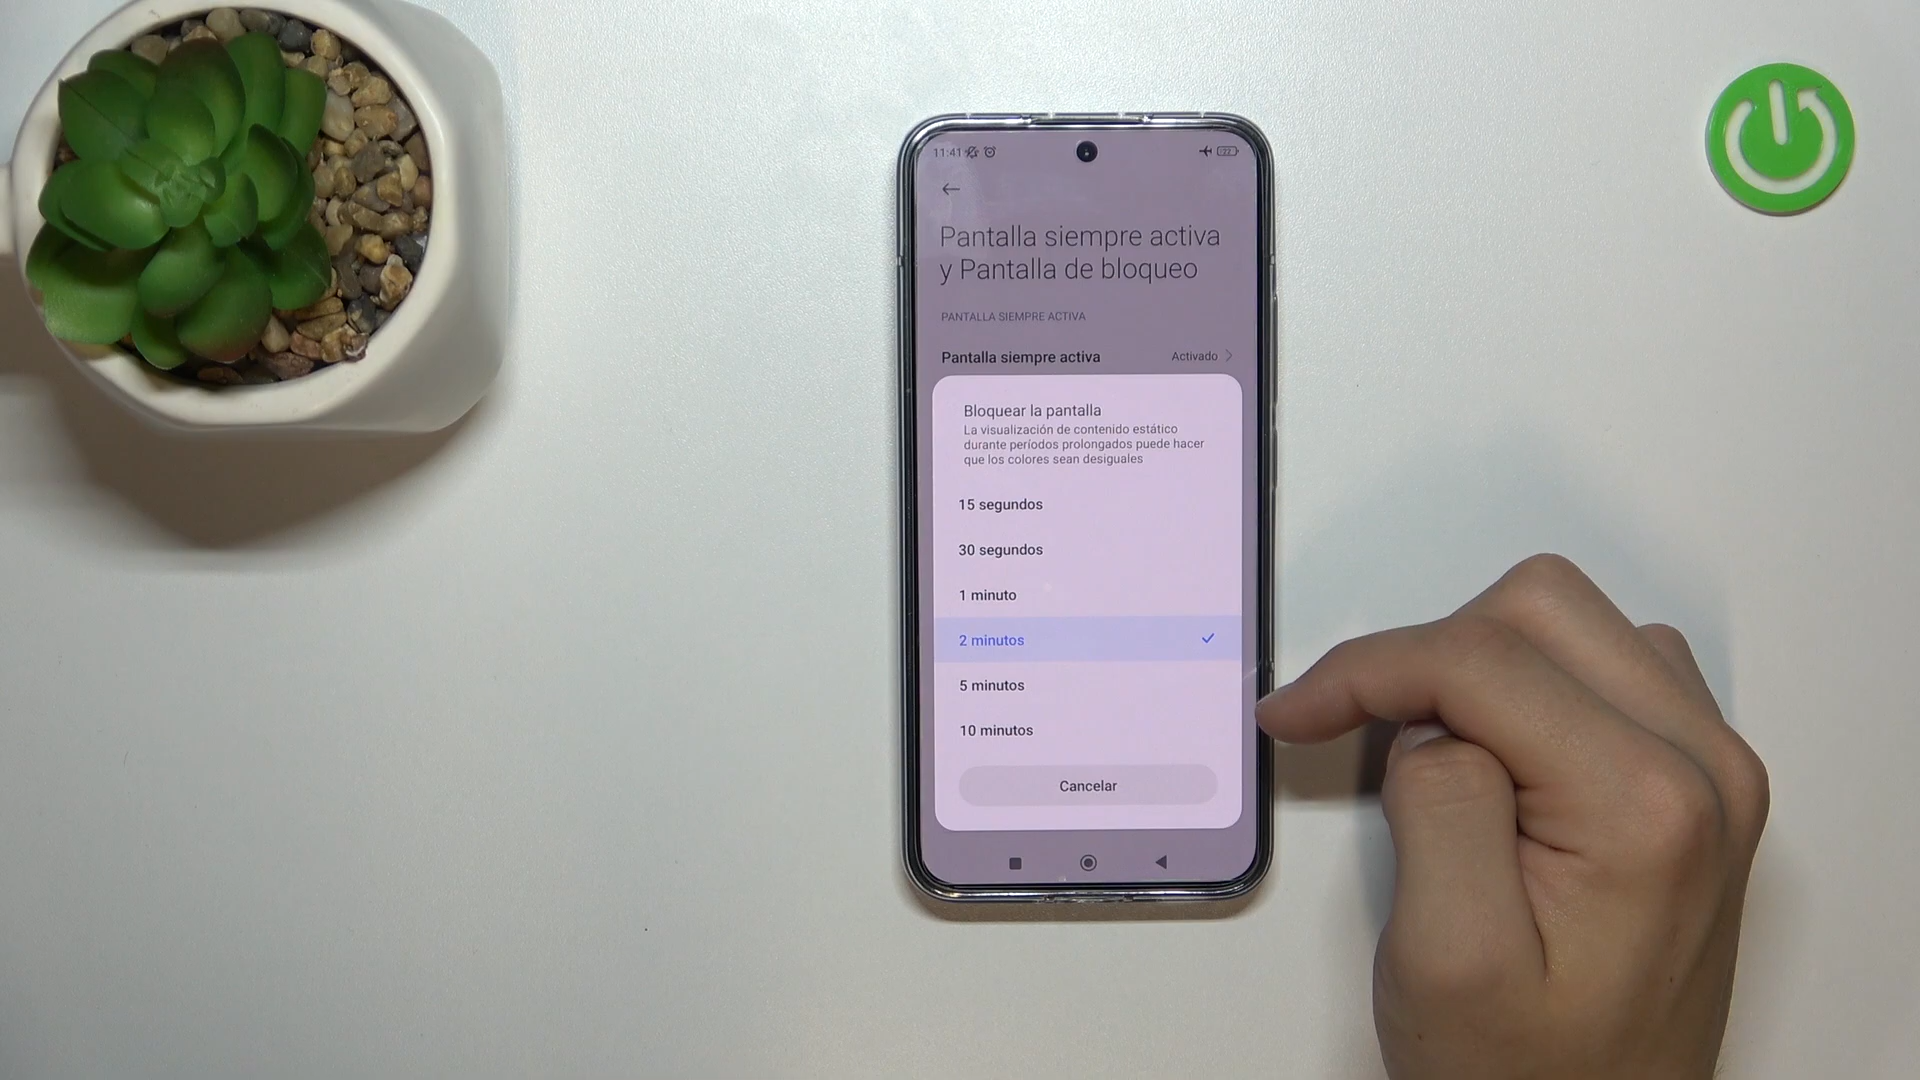 11:41
22
Pantalla siempre activa
y Pantalla de bloqueo
PANTALLA SIEMPRE ACTIVA
Pantalla siempre activa Activado
Bloquear la pantalla
La visualización de contenido estático
durante períodos prolongados puede hacer
que los colores sean desiguales
15 segundos
30 segundos
1 minuto
2 minutos
5 minutos
10 minutos
Cancelar